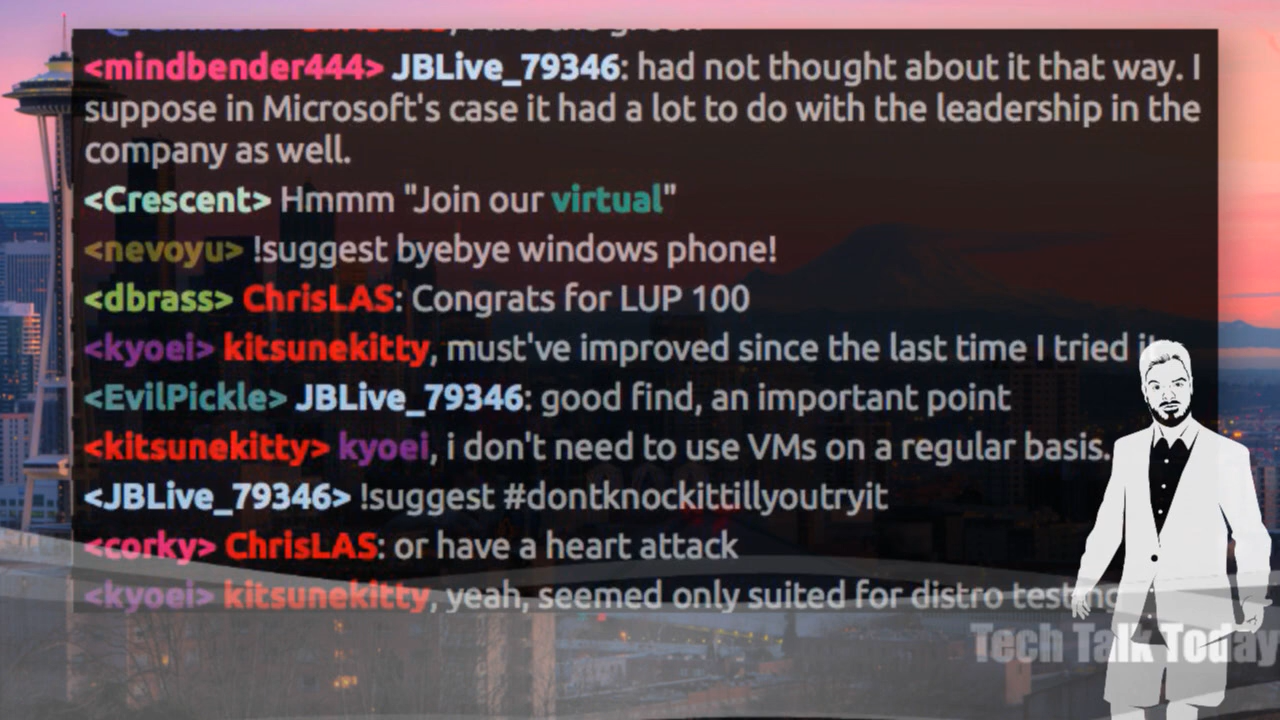 <mindbender444> JBLive_79346: had not thought about it that way. I
suppose in Microsoft's case it had a lot to do with the leadership in the
company as well.
<Crescent> Hmmm "Join our virtual"
<nevoyu> !suggest byebye windows phone!
<dbrass> ChrisLAS: Congrats for LUP 100
<kyoei> kitsunekitty, must've improved since the last time I tried it
<EvilPickle> JBLive_79346: good find, an important point
<kitsunekitty> kyoei, i don't need to use VMs on a regular basis.
<JBLive_79346> !suggest #dontknockittillyoutryit
<corky> ChrisLAS: or have a heart attack
<kyoei> kitsunekitty, yeah, seemed only suited for distro testing
Tech Talk Today